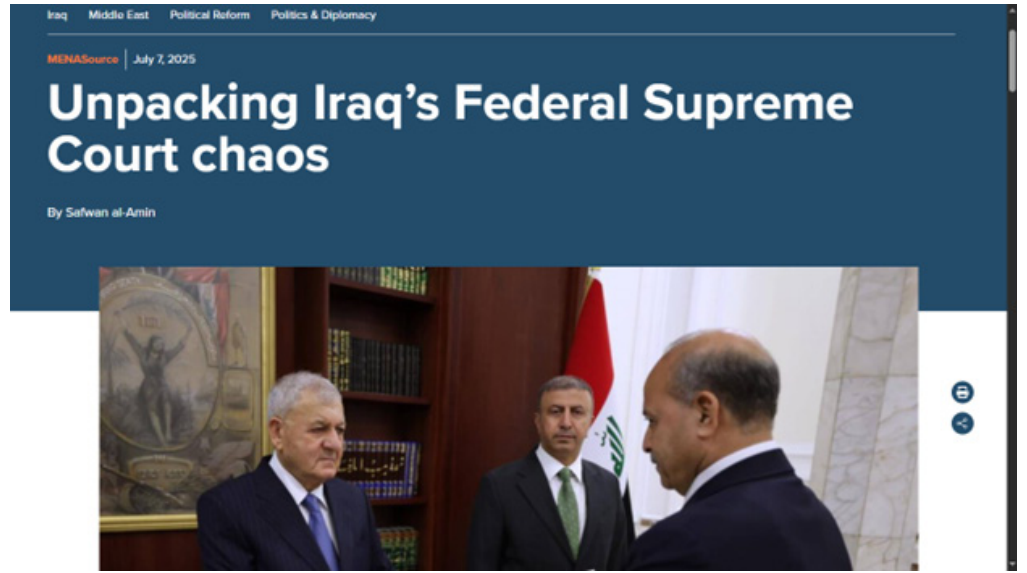 Iraq Middle East Political Reform Politics & Diplomacy
MENASource | July 7, 2025
Unpacking Iraq's Federal Supreme
Court chaos
By Safwan al-Amin